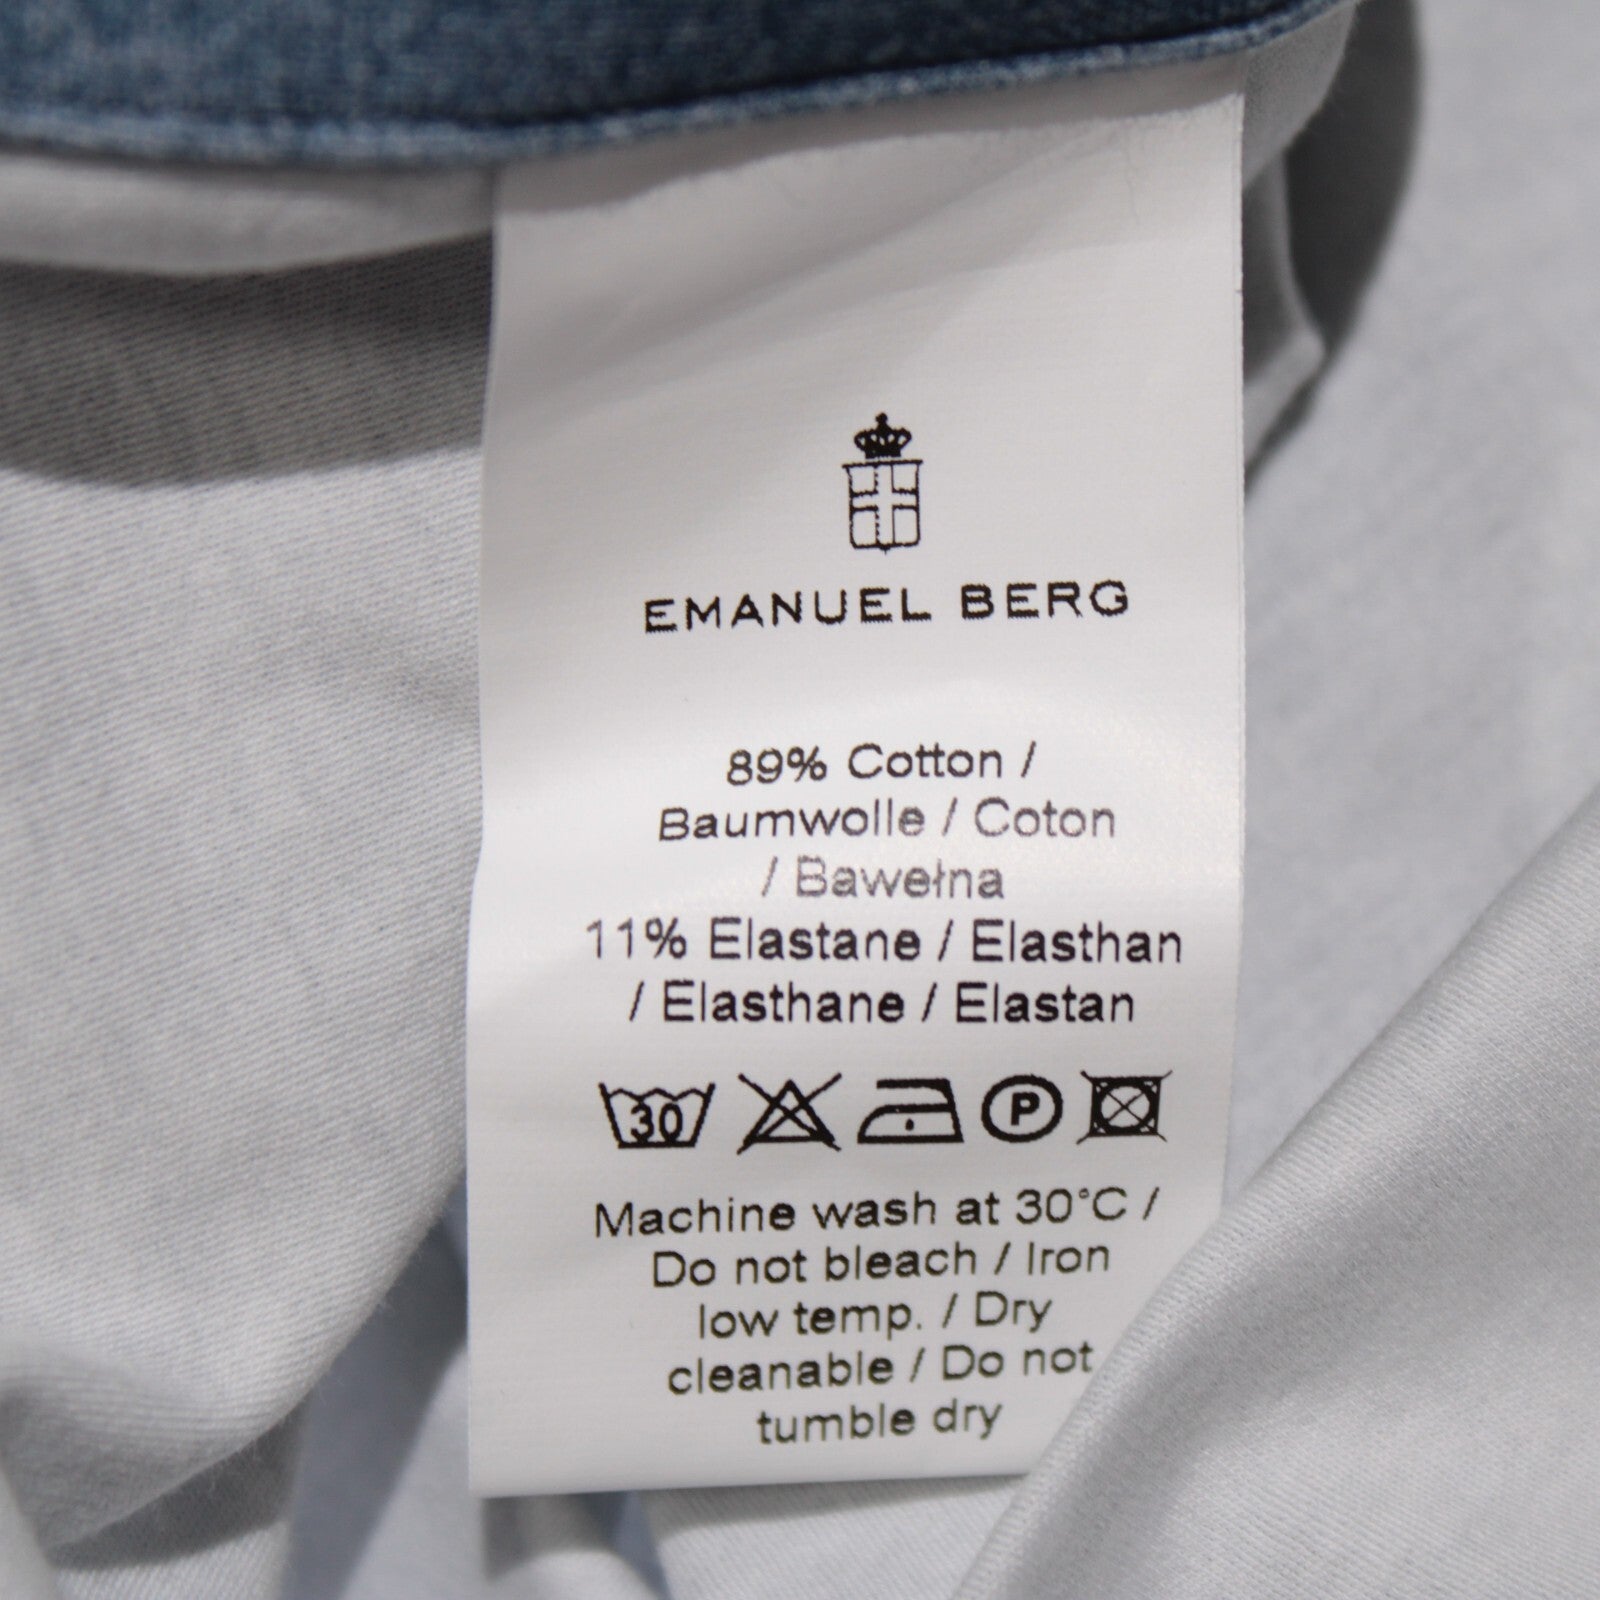 EMANUEL BERG
89% Cotton /
Baumwolle / Coton
/ Bawełna
11% Elastane / Elasthan
/ Elasthane / Elastan
30 P
Machine wash at 30°C /
Do not bleach / Iron
low temp. / Dry
cleanable / Do not
tumble dry